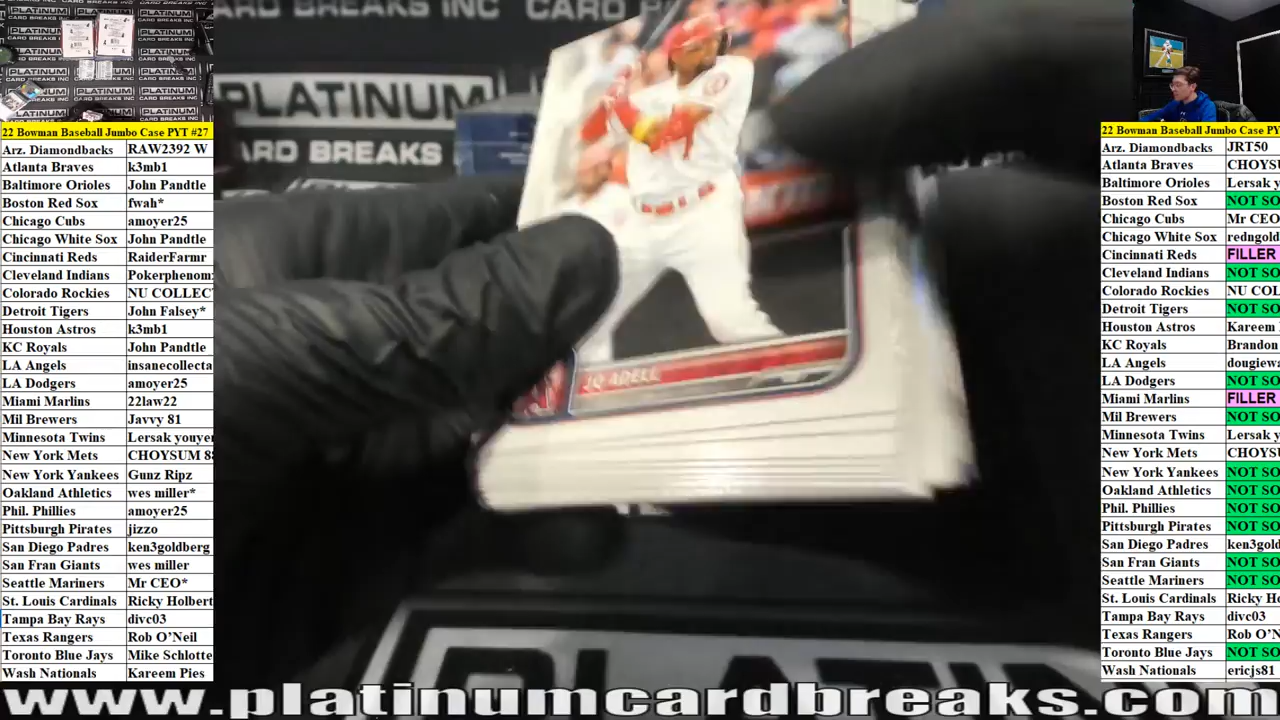 PLATINUM
CARD BREAKS INC
22 Bowman Baseball Jumbo Case PYT #27
Arz. Diamondbacks RAW2392 W
Atlanta Braves k3mb1
Baltimore Orioles John Pandtle
Boston Red Sox fwah*
Chicago Cubs amoyer25
Chicago White Sox John Pandtle
Cincinnati Reds RaiderFarmr
Cleveland Indians Pokerphenom
Colorado Rockies NU COLLEC
Detroit Tigers John Falsey*
Houston Astros k3mb1
KC Royals John Pandtle
LA Angels insanecollecta
LA Dodgers amoyer25
Miami Marlins 22law22
Mil Brewers Javvy 81
Minnesota Twins Lersak youye
New York Mets CHOYSUM 88
New York Yankees Gunz Ripz
Oakland Athletics wes miller*
Phil. Phillies amoyer25
Pittsburgh Pirates jizzo
San Diego Padres ken3goldberg
San Fran Giants wes miller
Seattle Mariners Mr CEO*
St. Louis Cardinals Ricky Holbert
Tampa Bay Rays divc03
Texas Rangers Rob O’Neil
Toronto Blue Jays Mike Schlotte
Wash Nationals Kareem Pies
PLATINUM
ARD BREAKS INC
JO ADELL
PLATIN
22 Bowman Baseball Jumbo Case PY
Arz. Diamondbacks JRT50
Atlanta Braves CHOYSU
Baltimore Orioles Lersak yo
Boston Red Sox NOT SO
Chicago Cubs Mr CEO
Chicago White Sox redngold
Cincinnati Reds FILLER
Cleveland Indians NOT SO
Colorado Rockies NU COL
Detroit Tigers NOT SO
Houston Astros Kareem
KC Royals Brandon
LA Angels dougiewa
LA Dodgers NOT SO
Miami Marlins FILLER
Mil Brewers NOT SO
Minnesota Twins Lersak y
New York Mets CHOYSU
New York Yankees NOT SO
Oakland Athletics NOT SO
Phil. Phillies NOT SO
Pittsburgh Pirates NOT SO
San Diego Padres ken3gold
San Fran Giants NOT SO
Seattle Mariners NOT SO
St. Louis Cardinals Ricky Ho
Tampa Bay Rays divc03
Texas Rangers Rob O’N
Toronto Blue Jays NOT SO
Wash Nationals ericjs81
www.platinumcardbreaks.com